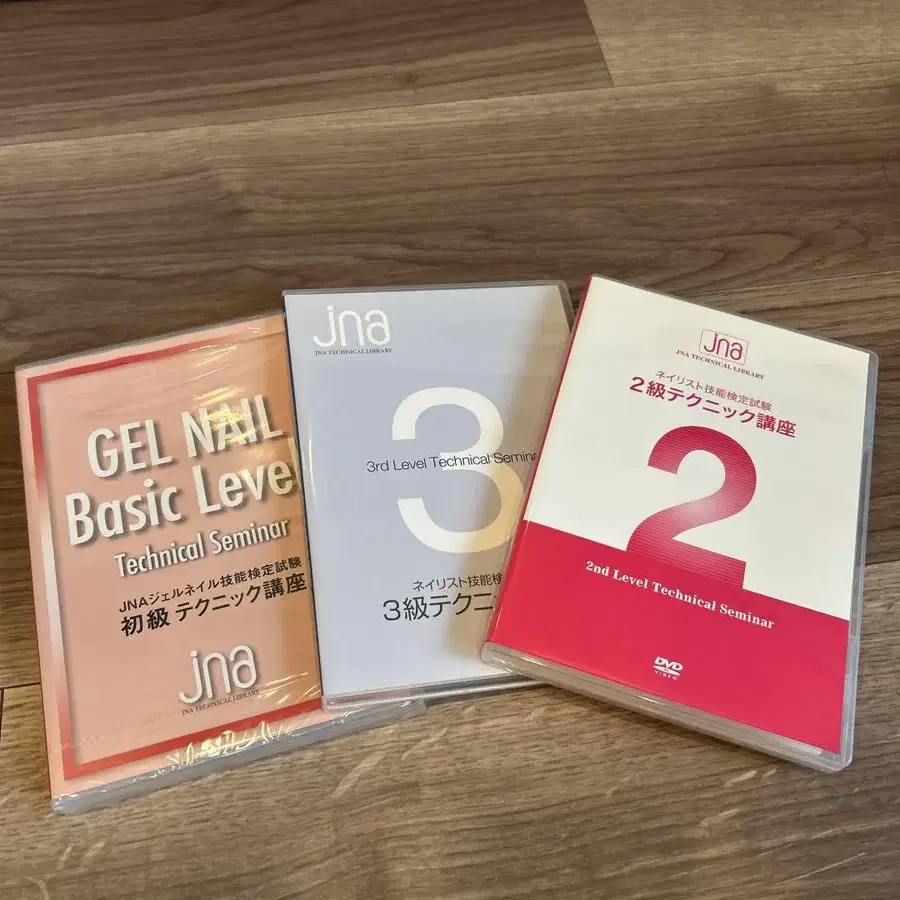 GEL NAIL
Basic Level
Technical Seminar
JNAジェルネイル技能検定試験
初級 テクニック講座
jna
JNA TECHNICAL LIBRARY
jna
JNA TECHNICAL LIBRARY
3
3rd Level Technical Semina
ネイリスト技能検
3級テクニ
jna
JNA TECHNICAL LIBRARY
ネイリスト技能検定試験
2級テクニック講座
2
2nd Level Technical Seminar
DVD
VIDEO